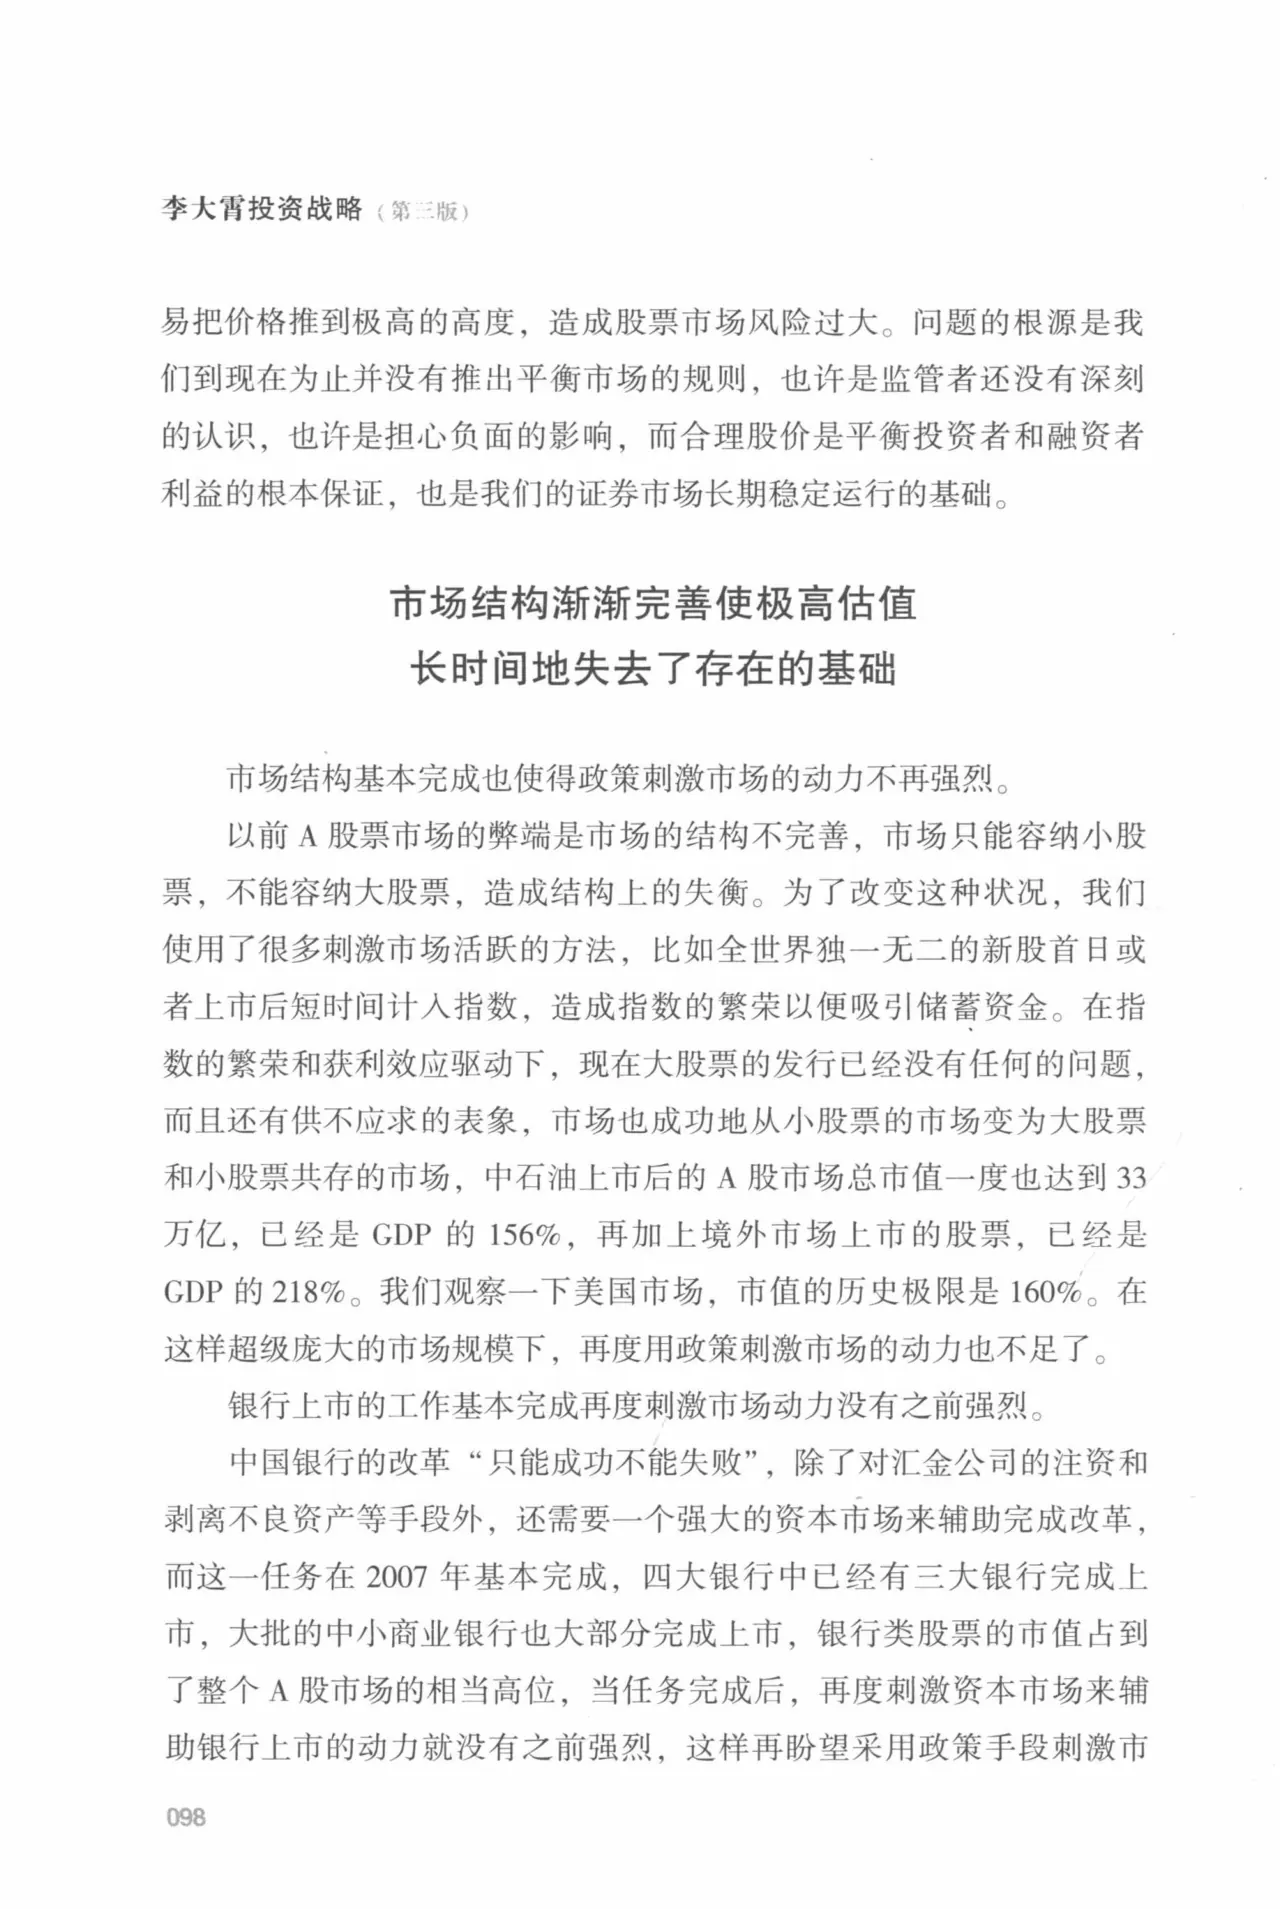 李大霄投资战略（第三版）
易把价格推到极高的高度，造成股票市场风险过大。问题的根源是我
们到现在为止并没有推出平衡市场的规则，也许是监管者还没有深刻
的认识，也许是担心负面的影响，而合理股价是平衡投资者和融资者
利益的根本保证，也是我们的证券市场长期稳定运行的基础。
市场结构渐渐完善使极高估值
长时间地失去了存在的基础
市场结构基本完成也使得政策刺激市场的动力不再强烈。
以前 A 股票市场的弊端是市场的结构不完善，市场只能容纳小股
票，不能容纳大股票，造成结构上的失衡。为了改变这种状况，我们
使用了很多刺激市场活跃的方法，比如全世界独一无二的新股首日或
者上市后短时间计入指数，造成指数的繁荣以便吸引储蓄资金。在指
数的繁荣和获利效应驱动下，现在大股票的发行已经没有任何的问题，
而且还有供不应求的表象，市场也成功地从小股票的市场变为大股票
和小股票共存的市场，中石油上市后的 A 股市场总市值一度也达到 33
万亿，已经是 GDP 的 156%，再加上境外市场上市的股票，已经是
GDP 的 218%。我们观察一下美国市场，市值的历史极限是 160%。在
这样超级庞大的市场规模下，再度用政策刺激市场的动力也不足了。
银行上市的工作基本完成再度刺激市场动力没有之前强烈。
中国银行的改革“只能成功不能失败”，除了对汇金公司的注资和
剥离不良资产等手段外，还需要一个强大的资本市场来辅助完成改革，
而这一任务在 2007 年基本完成，四大银行中已经有三大银行完成上
市，大批的中小商业银行也大部分完成上市，银行类股票的市值占到
了整个 A 股市场的相当高位，当任务完成后，再度刺激资本市场来辅
助银行上市的动力就没有之前强烈，这样再盼望采用政策手段刺激市
098